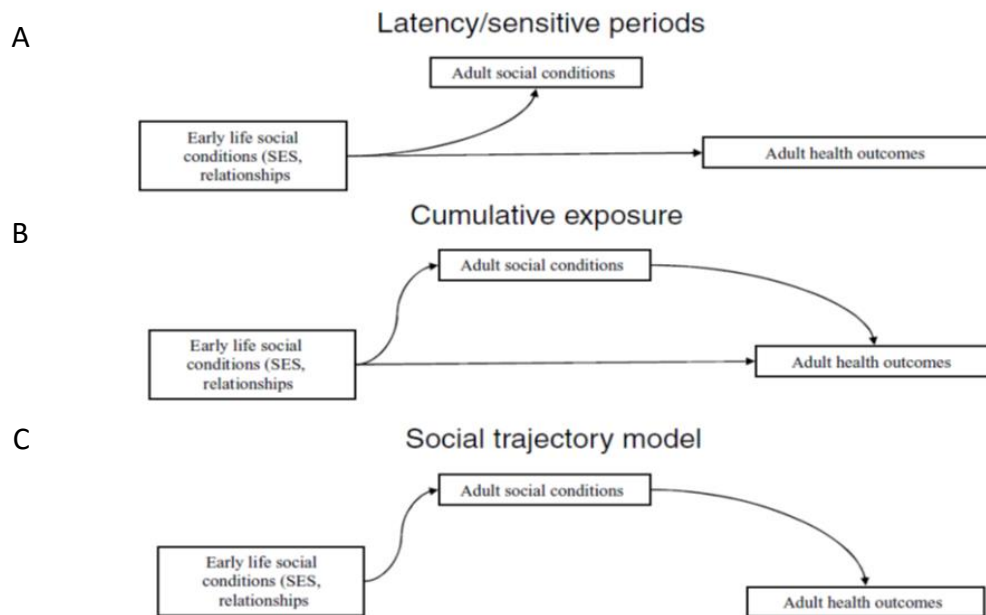 A
Latency/sensitive periods
Adult social conditions
Early life social
conditions (SES,
relationships
Adult health outcomes
B
Cumulative exposure
Adult social conditions
Early life social
conditions (SES,
relationships
Adult health outcomes
C
Social trajectory model
Adult social conditions
Early life social
conditions (SES,
relationships
Adult health outcomes